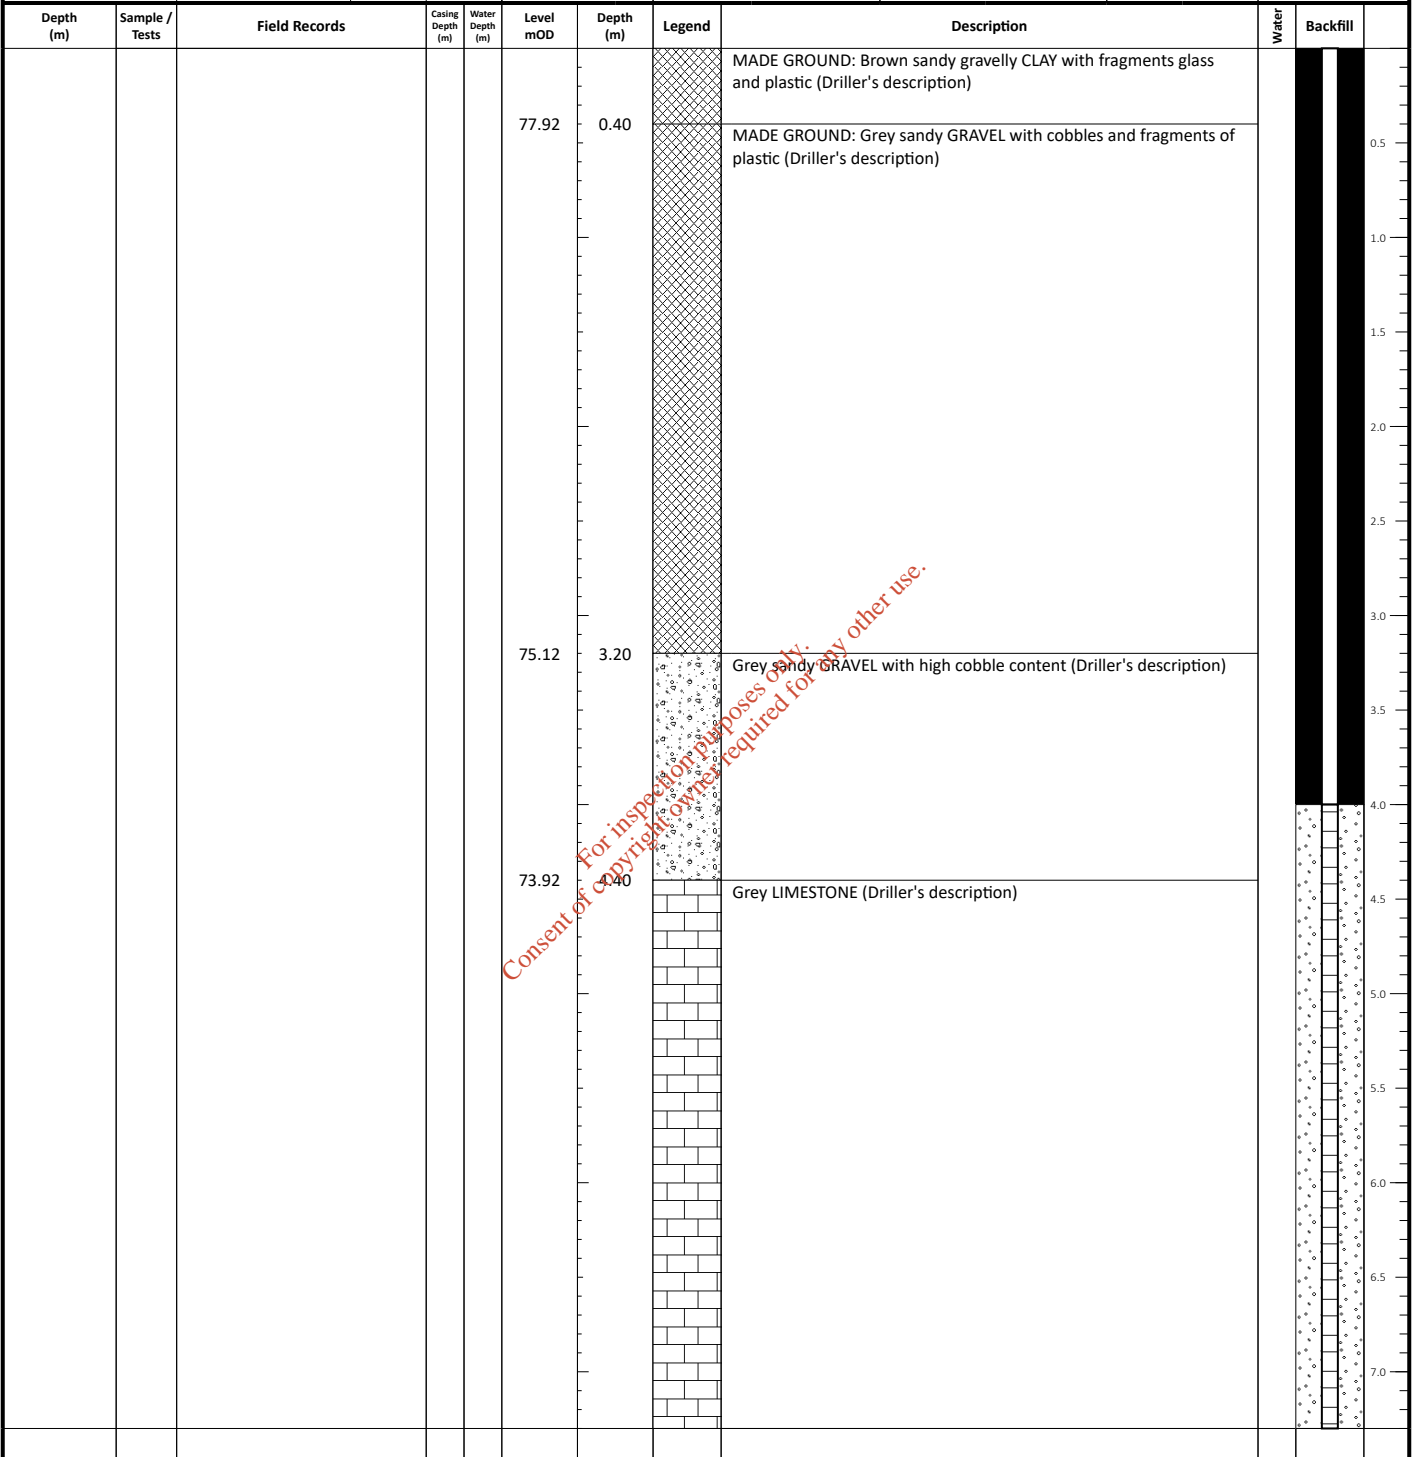 Depth
(m)
Sample /
Tests
Field Records
Casing
Depth
(m)
Water
Depth
(m)
Level
mOD
Depth
(m)
Legend
Description
Water
Backfill
MADE GROUND: Brown sandy gravelly CLAY with fragments glass
and plastic (Driller's description)
77.92 0.40
MADE GROUND: Grey sandy GRAVEL with cobbles and fragments of
plastic (Driller's description)
0.5
1.0
1.5
2.0
2.5
3.0
75.12 3.20
Grey sandy GRAVEL with high cobble content (Driller's description)
3.5
4.0
73.92 4.40
Grey LIMESTONE (Driller's description)
4.5
5.0
5.5
6.0
6.5
7.0
For inspection purposes only.
Consent of copyright owner required for any other use.